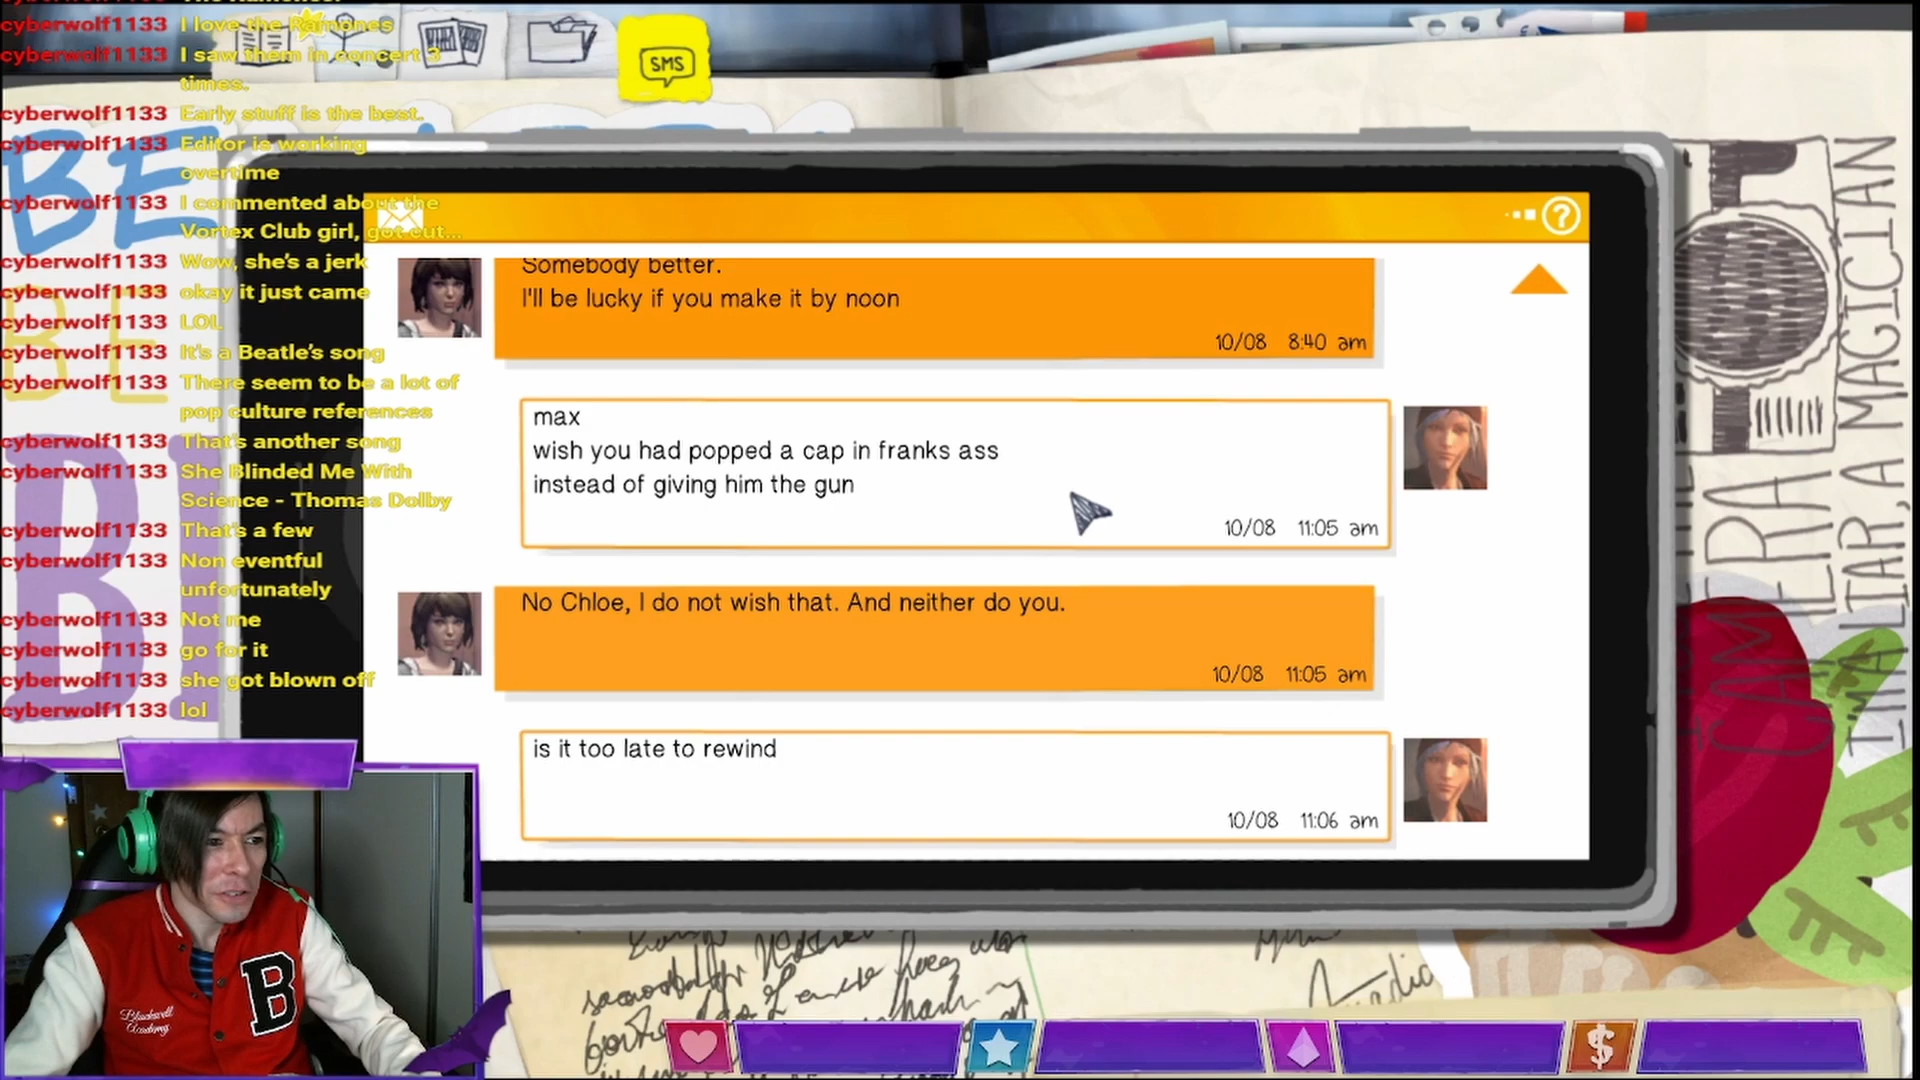 cyberwolf1133 The Ramones!
cyberwolf1133 I love the Ramones
cyberwolf1133 I saw them in concert 3
times.
cyberwolf1133 Early stuff is the best.
cyberwolf1133 Editor is working
overtime
cyberwolf1133 I commented about the
Vortex Club girl, got cut...
cyberwolf1133 Wow, she's a jerk
cyberwolf1133 okay it just came
cyberwolf1133 LOL
cyberwolf1133 It's a Beatle's song
cyberwolf1133 There seem to be a lot of
pop culture references
cyberwolf1133 That's another song
cyberwolf1133 She Blinded Me With
Science - Thomas Dolby
cyberwolf1133 That's a few
cyberwolf1133 Non eventful
unfortunately
cyberwolf1133 Not me
cyberwolf1133 go for it
cyberwolf1133 she got blown off
cyberwolf1133 lol
SMS
?
Somebody better.
I'll be lucky if you make it by noon
10/08 8:40 am
max
wish you had popped a cap in franks ass
instead of giving him the gun
10/08 11:05 am
No Chloe, I do not wish that. And neither do you.
10/08 11:05 am
is it too late to rewind
10/08 11:06 am
BE
BE
CAMERA
LIAR, A MAGICIAN
B
Blackwell
Academy
$